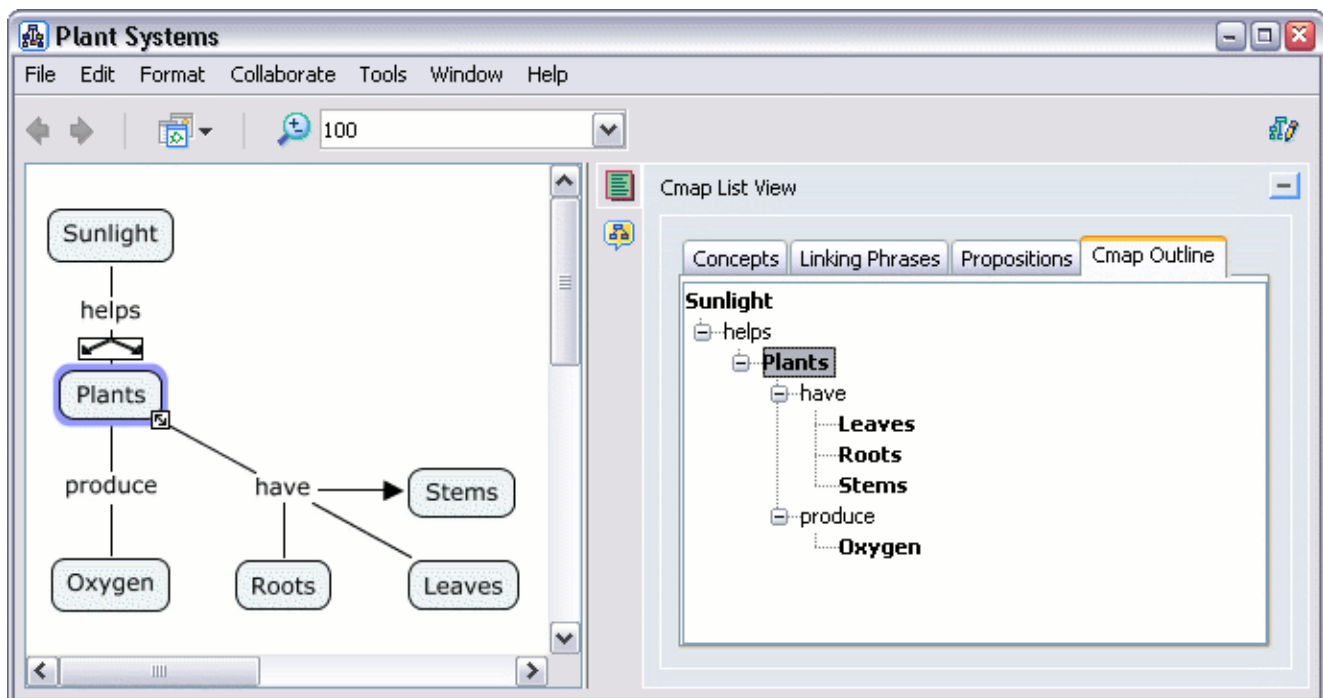 Plant Systems
File Edit Format Collaborate Tools Window Help
100
Sunlight
helps
Plants
produce
have
Stems
Oxygen
Roots
Leaves
Cmap List View
Concepts Linking Phrases Propositions Cmap Outline
Sunlight
helps
Plants
have
Leaves
Roots
Stems
produce
Oxygen